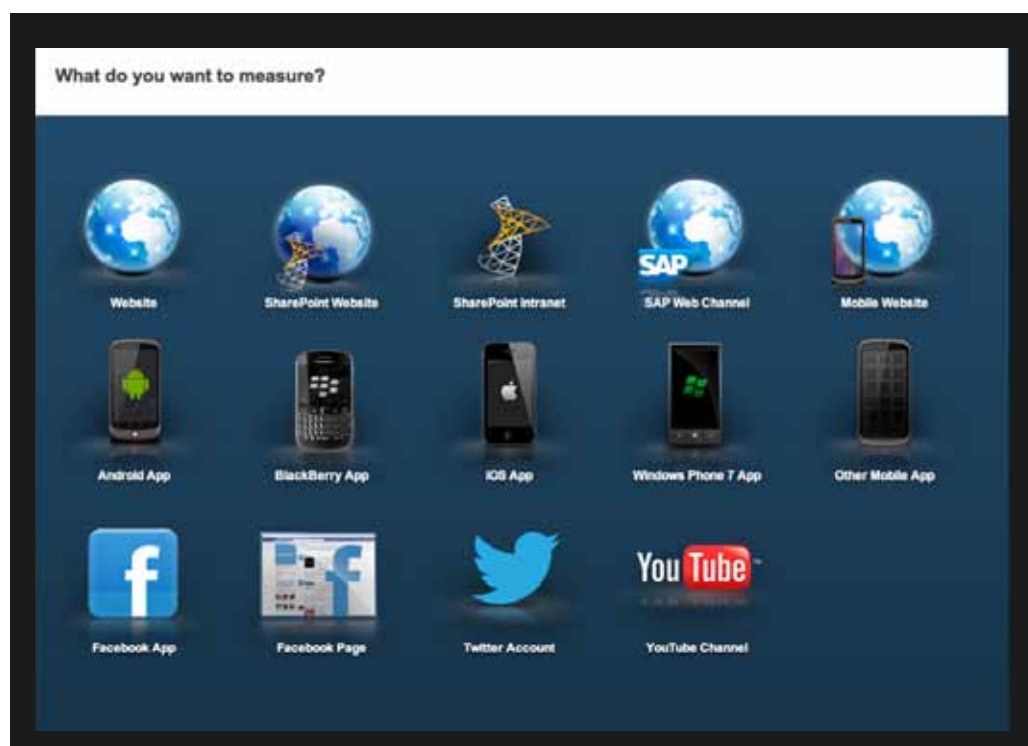 What do you want to measure?
SAP
Website
SharePoint Website
SharePoint Intranet
SAP Web Channel
Mobile Website
Android App
BlackBerry App
iOS App
Windows Phone 7 App
Other Mobile App
You Tube
Facebook App
Facebook Page
Twitter Account
YouTube Channel